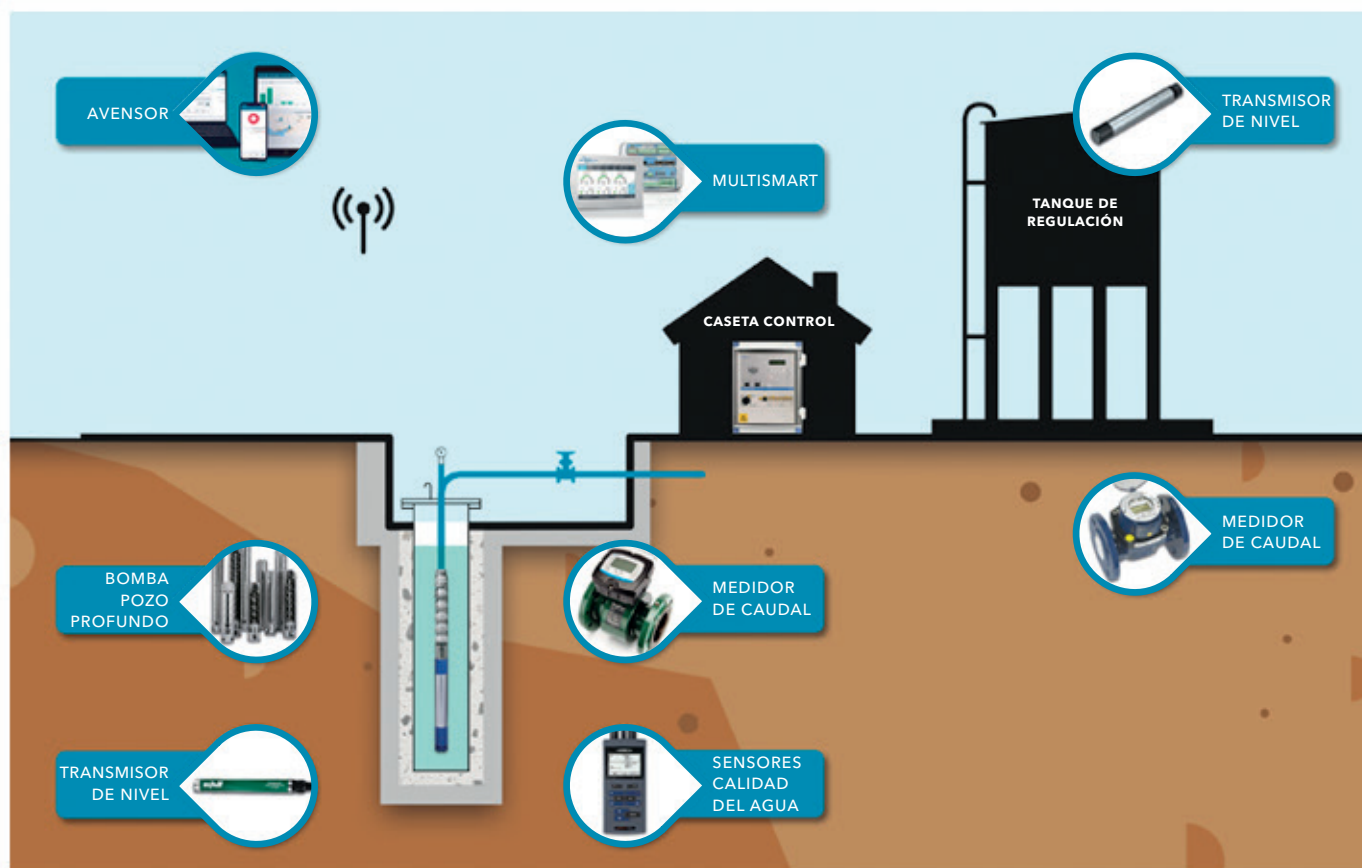 AVENSOR
MULTISMART
TRANSMISOR
DE NIVEL
TANQUE DE
REGULACIÓN
CASETA CONTROL
BOMBA
POZO
PROFUNDO
MEDIDOR
DE CAUDAL
MEDIDOR
DE CAUDAL
TRANSMISOR
DE NIVEL
SENSORES
CALIDAD
DEL AGUA